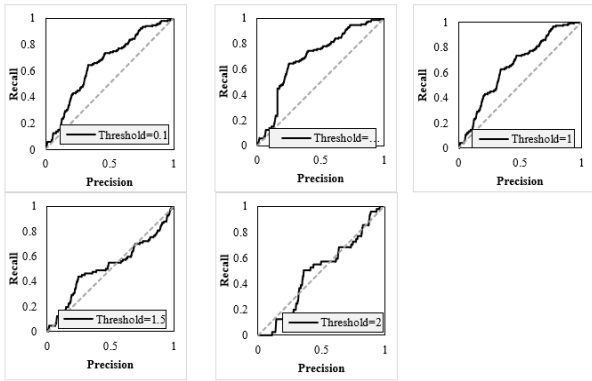 1
0.8
0.6
0.4
0.2
0
Recall
Threshold=0.1
0 0.5 1
Precision
1
0.8
0.6
0.4
0.2
0
Recall
Threshold=...
0 0.5 1
Precision
1
0.8
0.6
0.4
0.2
0
Recall
Threshold=1
0 0.5 1
Precision
1
0.8
0.6
0.4
0.2
0
Recall
Threshold=1.5
0 0.5 1
Precision
1
0.8
0.6
0.4
0.2
0
Recall
Threshold=2
0 0.5 1
Precision